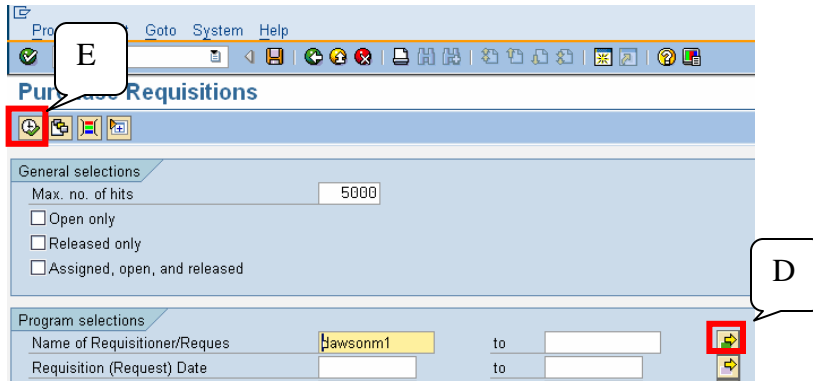 Pro t Goto System Help
E
Purchase Requisitions
General selections
Max. no. of hits 5000
Open only
Released only
Assigned, open, and released
D
Program selections
Name of Requisitioner/Reques dawsonm1 to
Requisition (Request) Date to